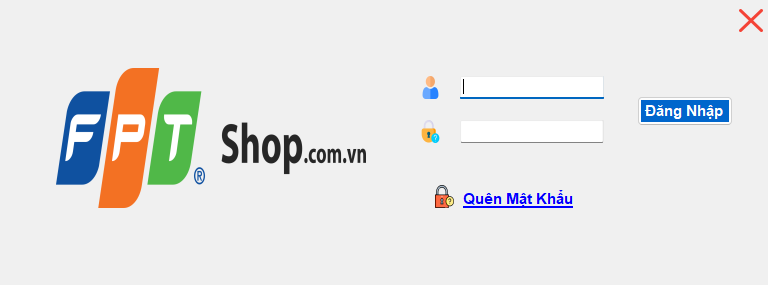 FPT®
Shop.com.vn
Đăng Nhập
Quên Mật Khẩu